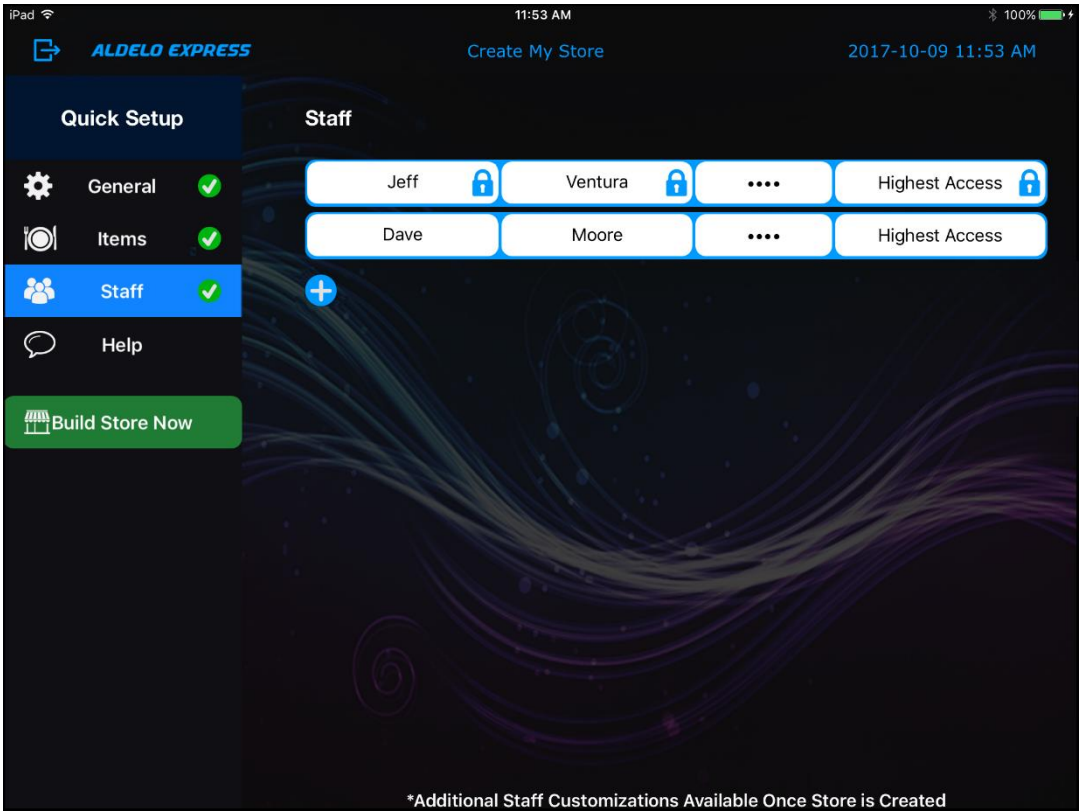 iPad 11:53 AM 100%
ALDELO EXPRESS Create My Store 2017-10-09 11:53 AM
Quick Setup
General
Items
Staff
Help
Build Store Now
Staff
Jeff Ventura •••• Highest Access
Dave Moore •••• Highest Access
*Additional Staff Customizations Available Once Store is Created